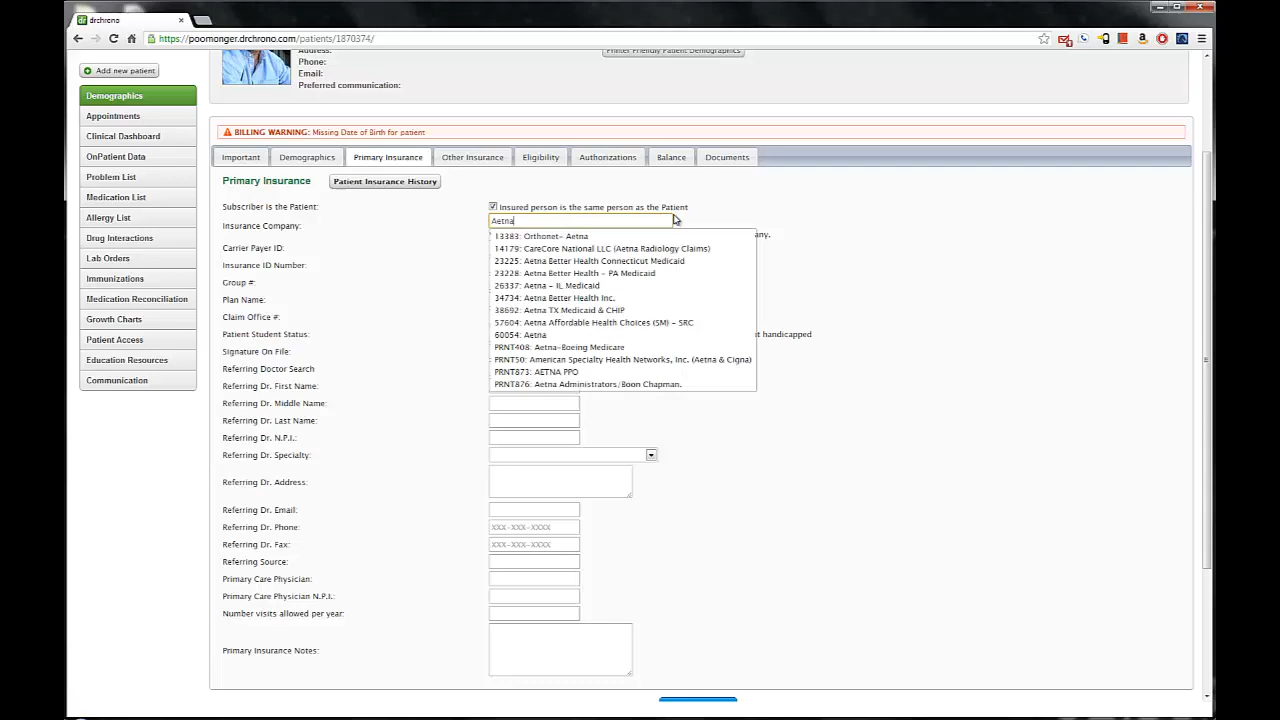 drchrono
https://poomonger.drchrono.com/patients/1870374/
Address:
Printer Friendly Patient Demographics
Phone:
Email:
Preferred communication:
Add new patient
Demographics
Appointments
Clinical Dashboard
OnPatient Data
Problem List
Medication List
Allergy List
Drug Interactions
Lab Orders
Immunizations
Medication Reconciliation
Growth Charts
Patient Access
Education Resources
Communication
BILLING WARNING: Missing Date of Birth for patient
Important Demographics Primary Insurance Other Insurance Eligibility Authorizations Balance Documents
Primary Insurance Patient Insurance History
Subscriber is the Patient: Insured person is the same person as the Patient
Insurance Company: Aetna
any.
13383: Orthonet- Aetna
14179: CareCore National LLC (Aetna Radiology Claims)
23225: Aetna Better Health Connecticut Medicaid
23228: Aetna Better Health - PA Medicaid
26337: Aetna - IL Medicaid
34734: Aetna Better Health Inc.
38692: Aetna TX Medicaid & CHIP
57604: Aetna Affordable Health Choices (SM) - SRC
60054: Aetna
PRNT408: Aetna-Boeing Medicare
PRNT50: American Specialty Health Networks, Inc. (Aetna & Cigna)
PRNT873: AETNA PPO
PRNT876: Aetna Administrators/Boon Chapman.
Carrier Payer ID:
Insurance ID Number:
Group #:
Plan Name:
Claim Office #:
Patient Student Status: t handicapped
Signature On File:
Referring Doctor Search
Referring Dr. First Name:
Referring Dr. Middle Name:
Referring Dr. Last Name:
Referring Dr. N.P.I.:
Referring Dr. Specialty:
Referring Dr. Address:
Referring Dr. Email:
Referring Dr. Phone: xxx-xxx-xxxx
Referring Dr. Fax: xxx-xxx-xxxx
Referring Source:
Primary Care Physician:
Primary Care Physician N.P.I.:
Number visits allowed per year:
Primary Insurance Notes: